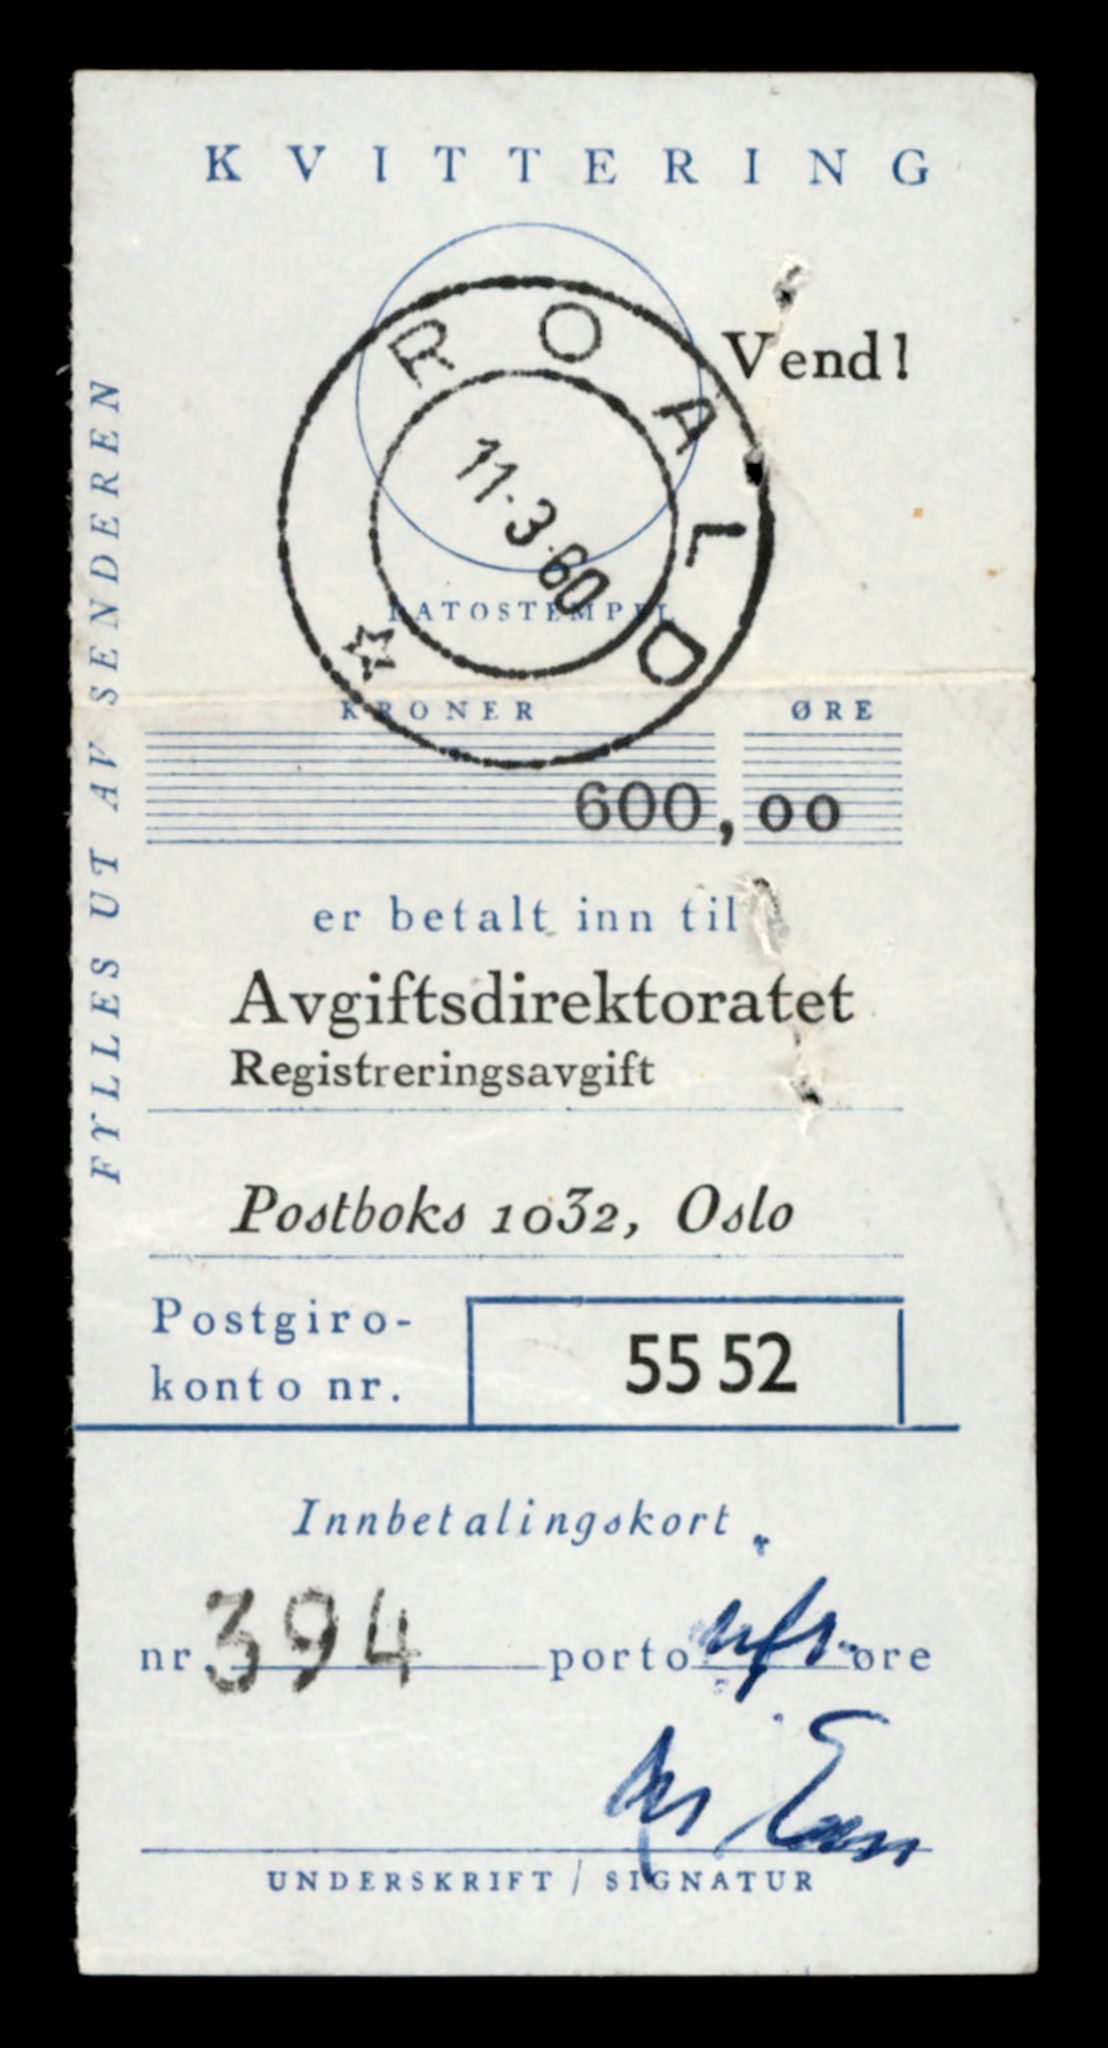 KVITTERING
ROALD
11.3.60
Vend!
DATOSTEMPEL
FYLLES UT AV SENDEREN
KRONER ØRE
600,00
er betalt inn til
Avgiftsdirektoratet
Registreringsavgift
Postboks 1032, Oslo
Postgiro-
konto nr.
55 52
Innbetalingskort
nr. 394 porto øre
UNDERSKRIFT / SIGNATUR